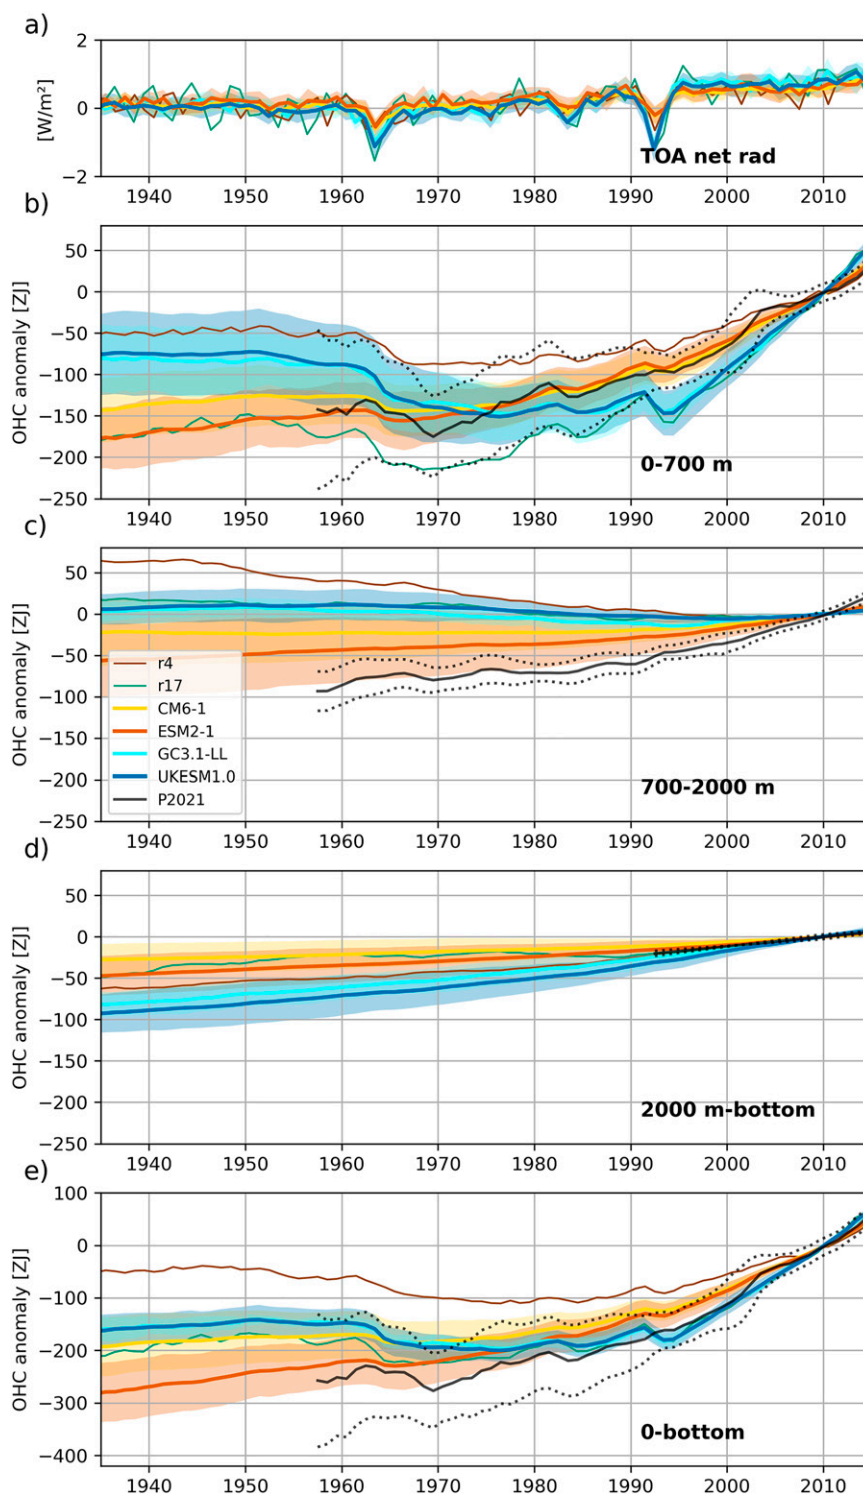 a)
2
0
−2
[W/m²]
TOA net rad
1940 1950 1960 1970 1980 1990 2000 2010
b)
50
0
−50
−100
−150
−200
−250
OHC anomaly [ZJ]
0-700 m
1940 1950 1960 1970 1980 1990 2000 2010
c)
50
0
−50
−100
−150
−200
−250
OHC anomaly [ZJ]
r4
r17
CM6-1
ESM2-1
GC3.1-LL
UKESM1.0
P2021
700-2000 m
1940 1950 1960 1970 1980 1990 2000 2010
d)
50
0
−50
−100
−150
−200
−250
OHC anomaly [ZJ]
2000 m-bottom
1940 1950 1960 1970 1980 1990 2000 2010
e)
100
0
−100
−200
−300
−400
OHC anomaly [ZJ]
0-bottom
1940 1950 1960 1970 1980 1990 2000 2010